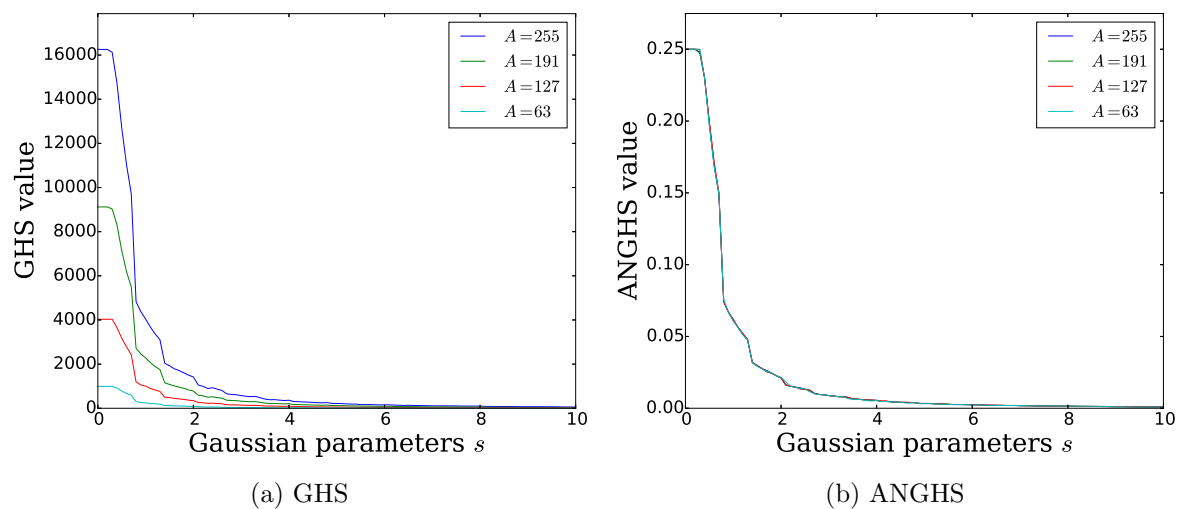 A=255
A=191
A=127
A=63
16000
14000
12000
10000
8000
6000
4000
2000
0
0 2 4 6 8 10
GHS value
Gaussian parameters s
(a) GHS
A=255
A=191
A=127
A=63
0.25
0.20
0.15
0.10
0.05
0.00
0 2 4 6 8 10
ANGHS value
Gaussian parameters s
(b) ANGHS